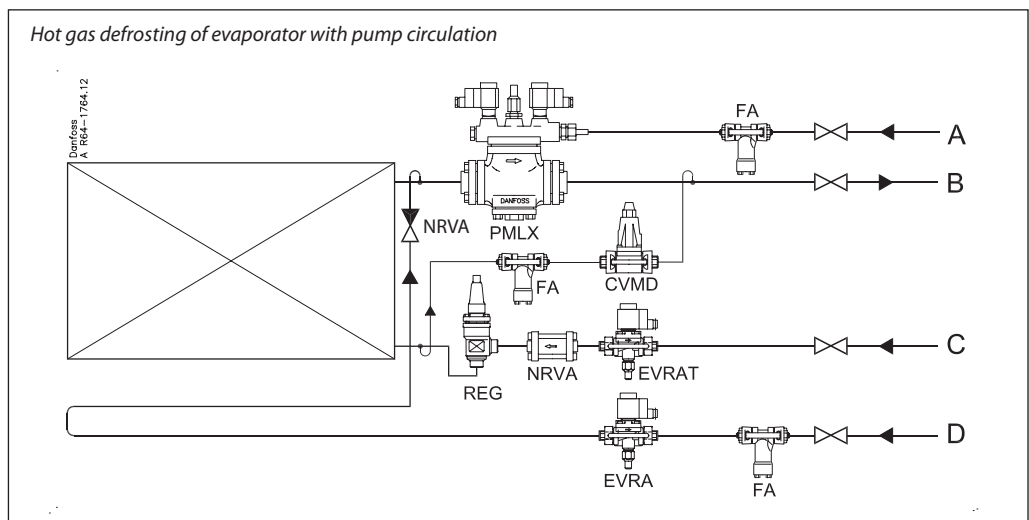 Hot gas defrosting of evaporator with pump circulation
Danfoss
A R64-1764.12
FA
A
B
DANFOSS
NRVA
PMLX
FA
CVMD
C
REG
NRVA
EVRAT
D
EVRA
FA